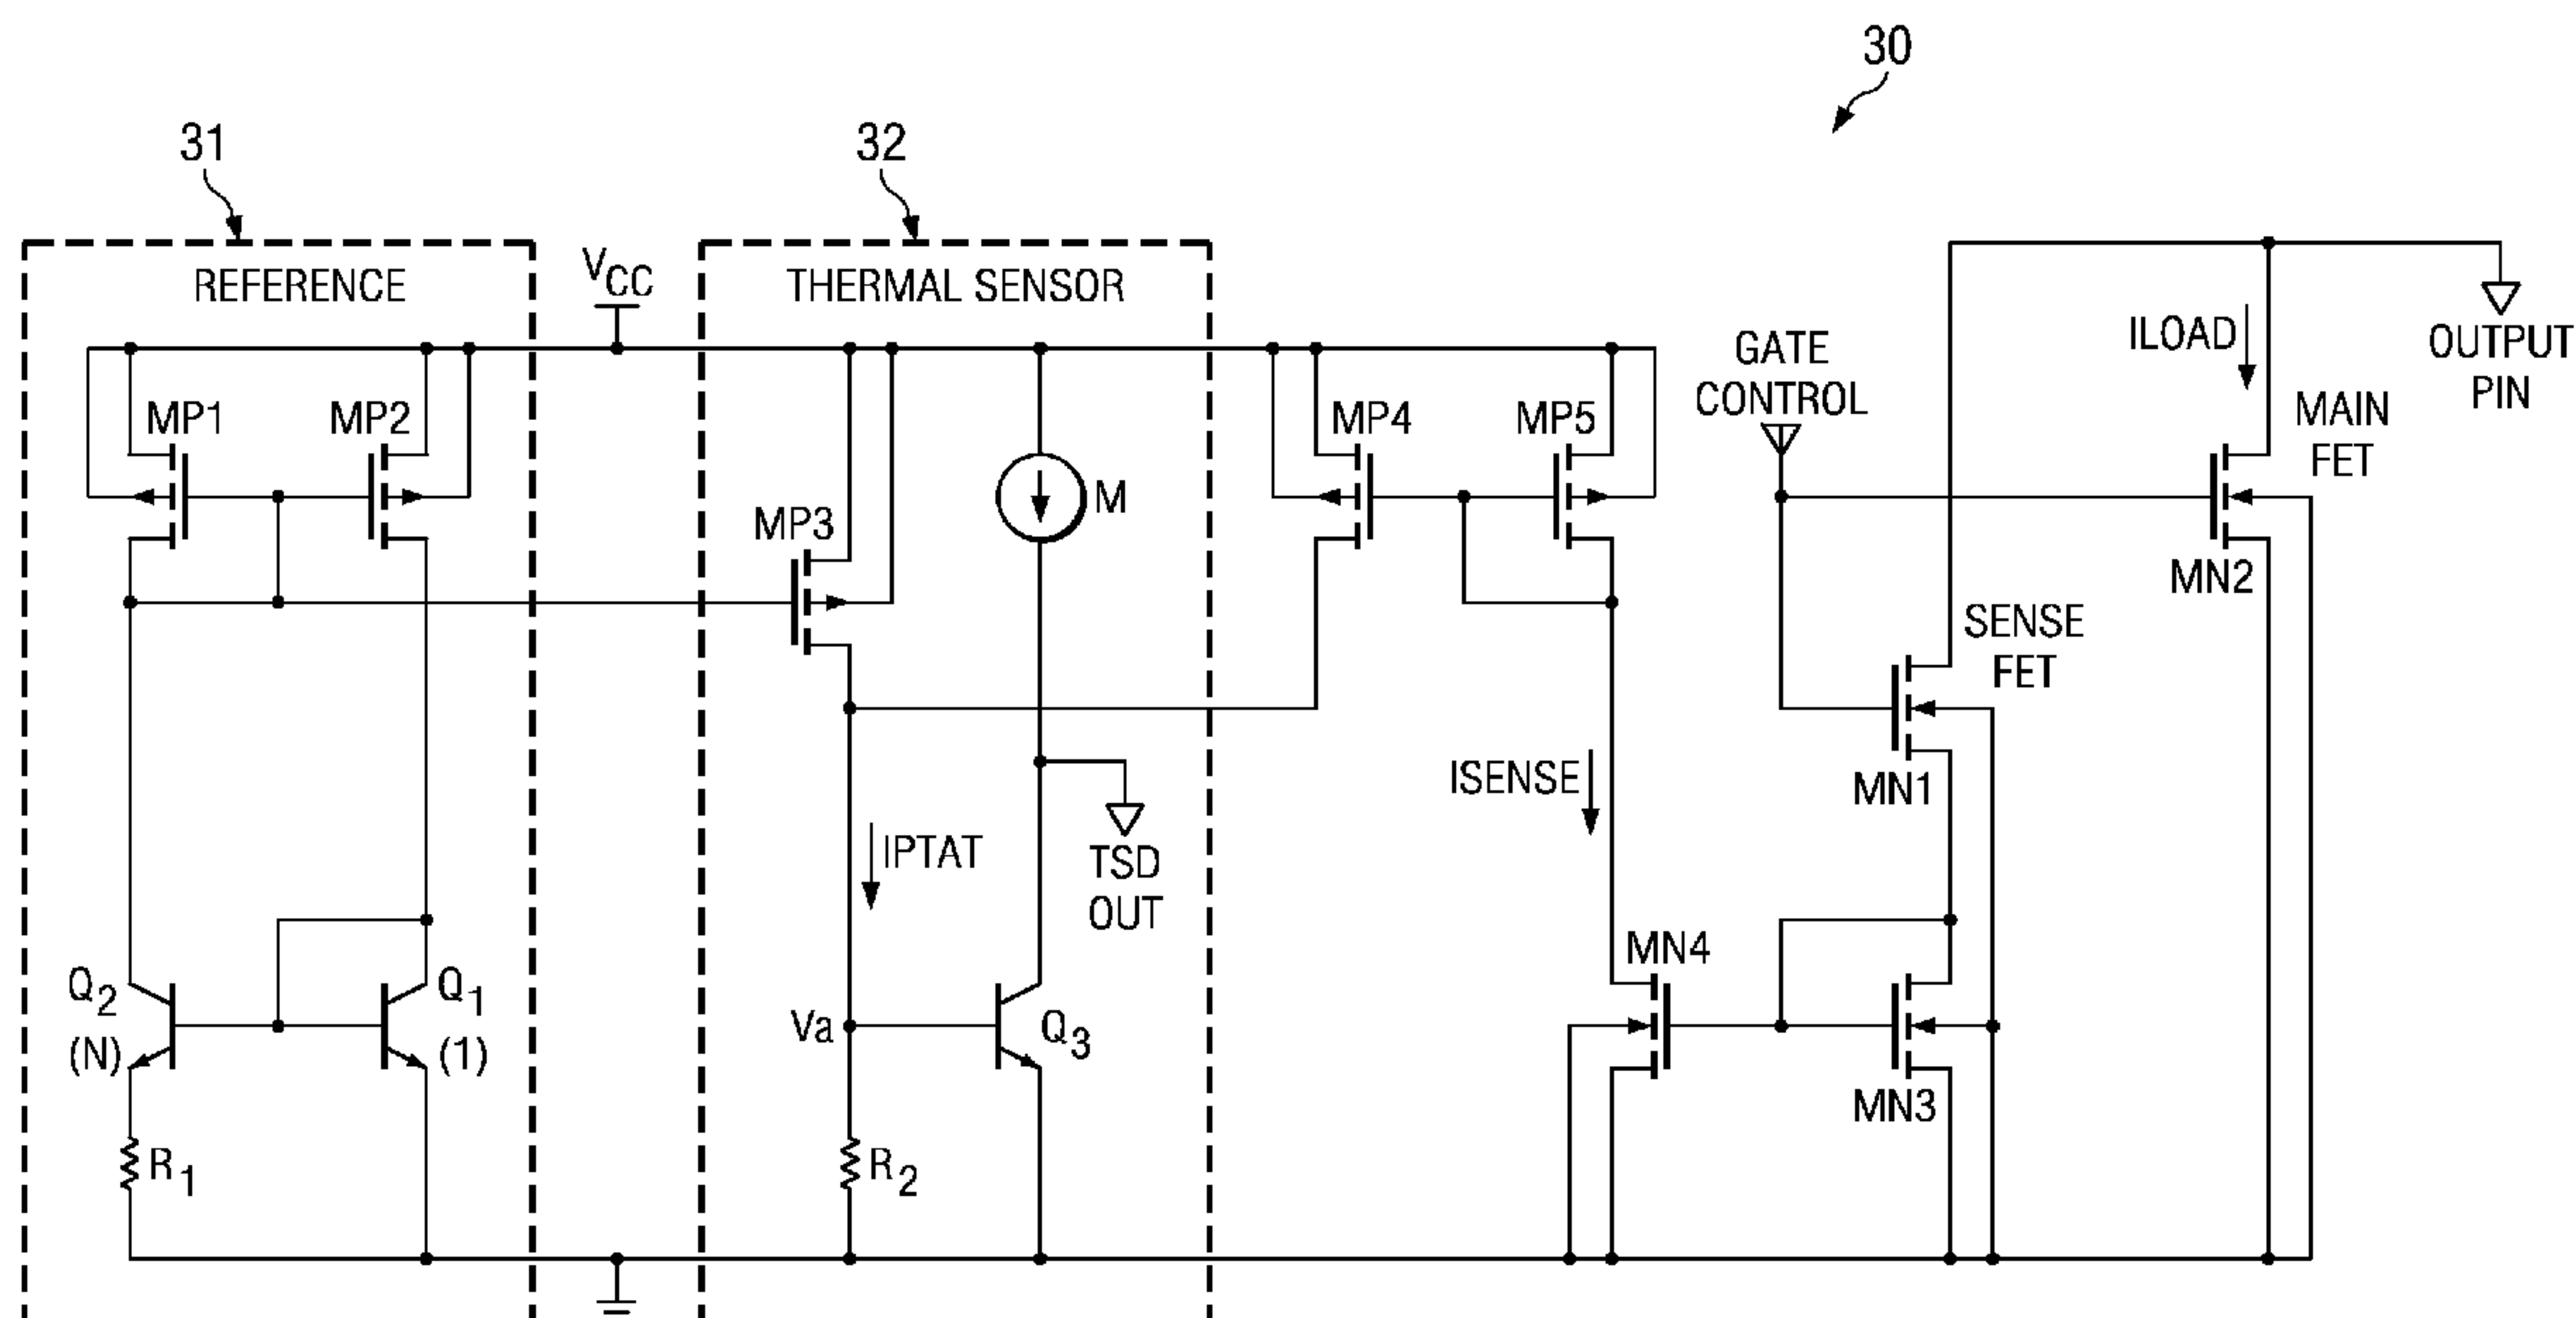 30
31
32
REFERENCE
VCC
THERMAL SENSOR
GATE
CONTROL
ILOAD
OUTPUT
PIN
MAIN
FET
MP1
MP2
MP3
M
MP4
MP5
MN2
SENSE
FET
MN1
ISENSE
IPTAT
TSD
OUT
MN4
Q2
(N)
Q1
(1)
Va
Q3
MN3
R1
R2